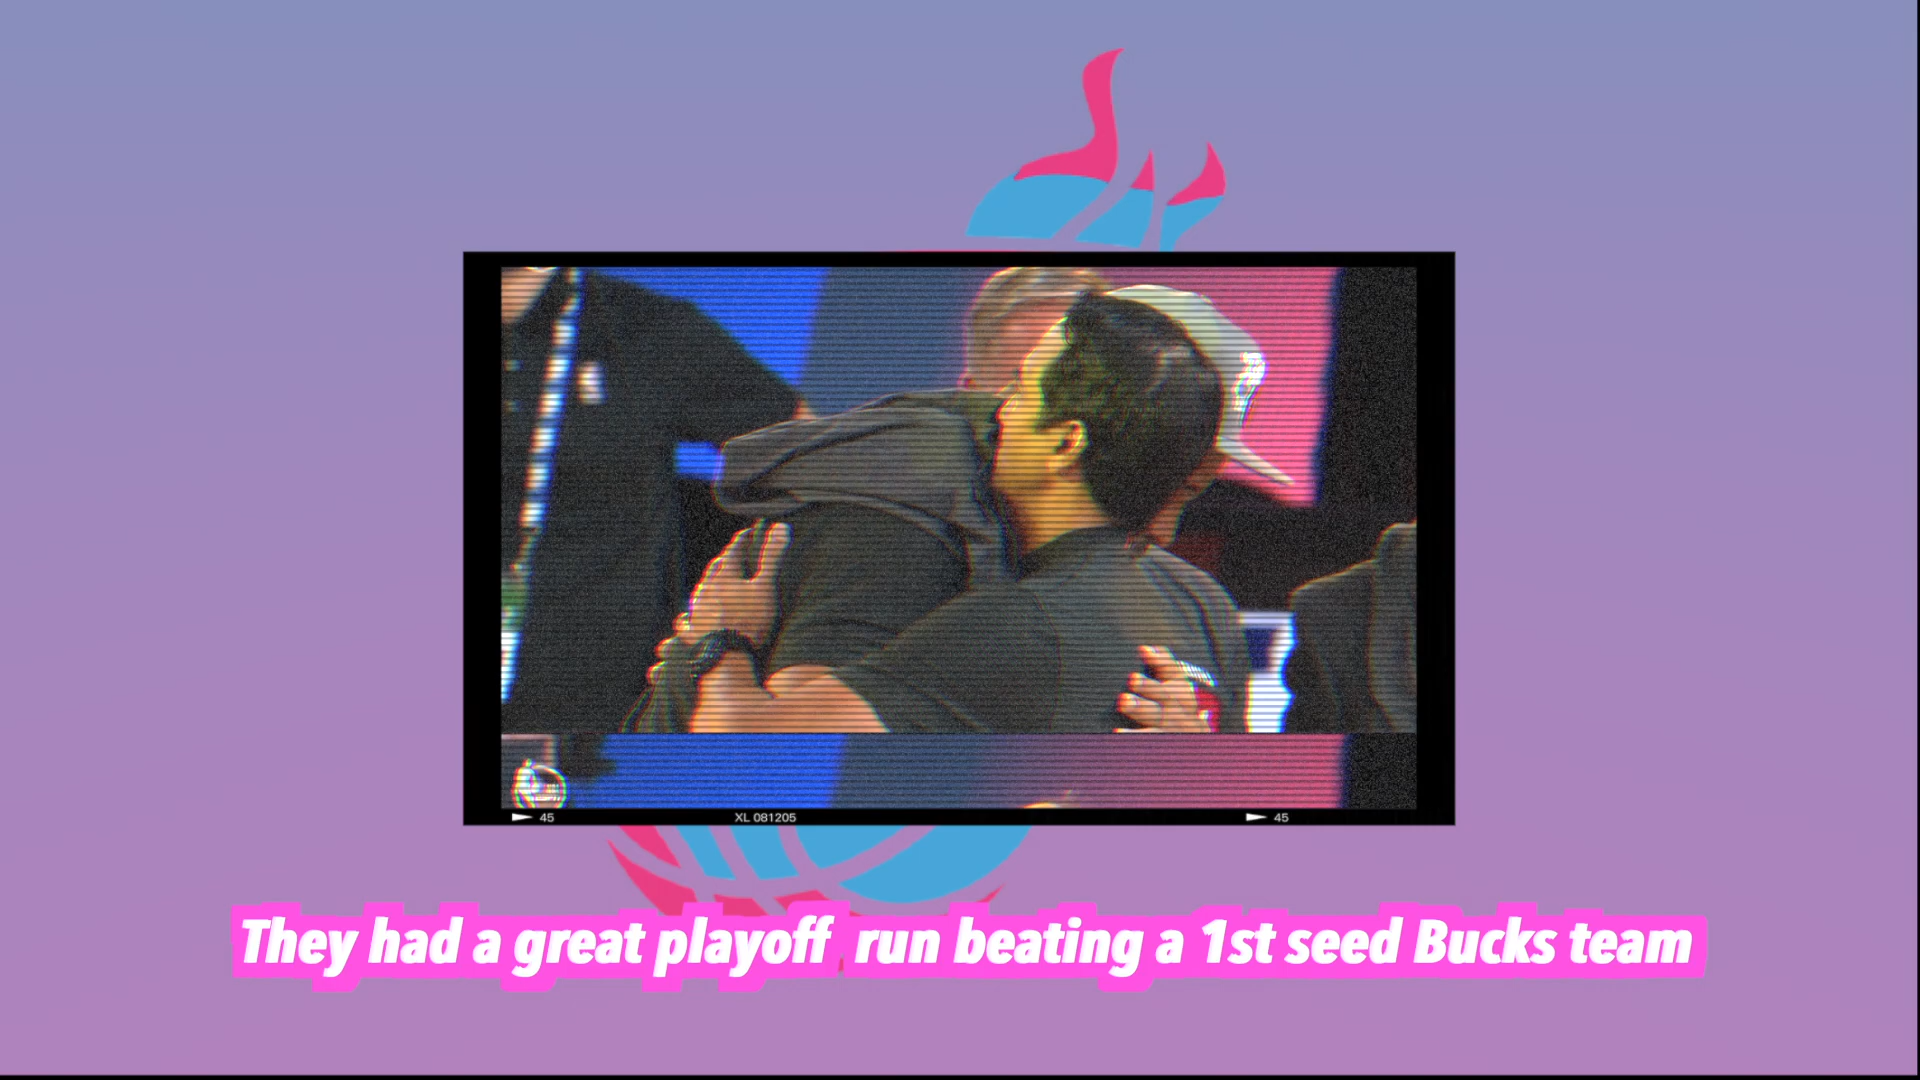 45 XL 081205 45
They had a great playoff run beating a 1st seed Bucks team